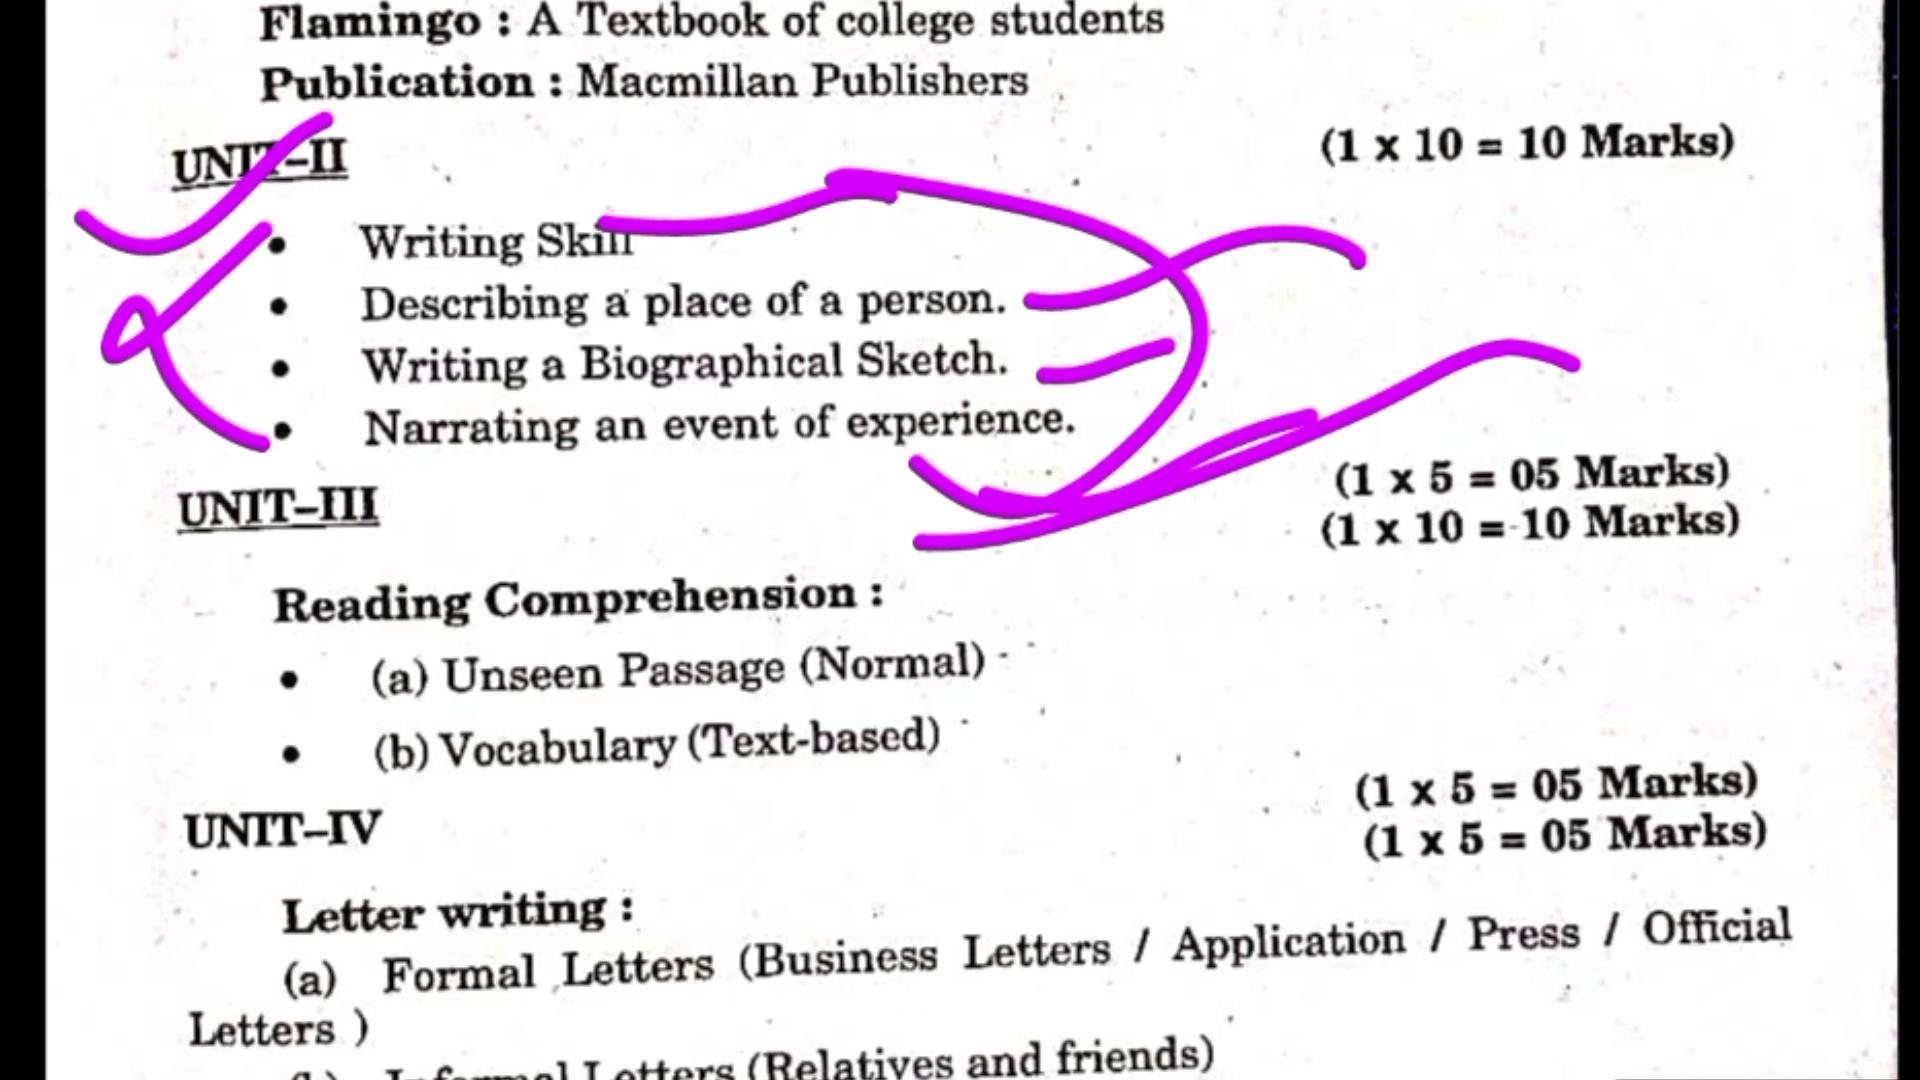 Flamingo : A Textbook of college students
Publication : Macmillan Publishers
UNIT–II (1 x 10 = 10 Marks)
• Writing Skill
• Describing a place of a person.
• Writing a Biographical Sketch.
• Narrating an event of experience.
UNIT–III (1 x 5 = 05 Marks)
(1 x 10 = 10 Marks)
Reading Comprehension :
• (a) Unseen Passage (Normal)
• (b) Vocabulary (Text-based)
UNIT–IV (1 x 5 = 05 Marks)
(1 x 5 = 05 Marks)
Letter writing :
(a) Formal Letters (Business Letters / Application / Press / Official
Letters )
Informal Letters (Relatives and friends)